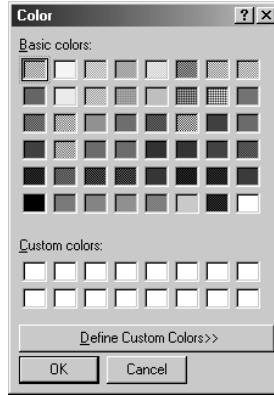 Color ? ×
Basic colors:
Custom colors:
Define Custom Colors>>
OK Cancel